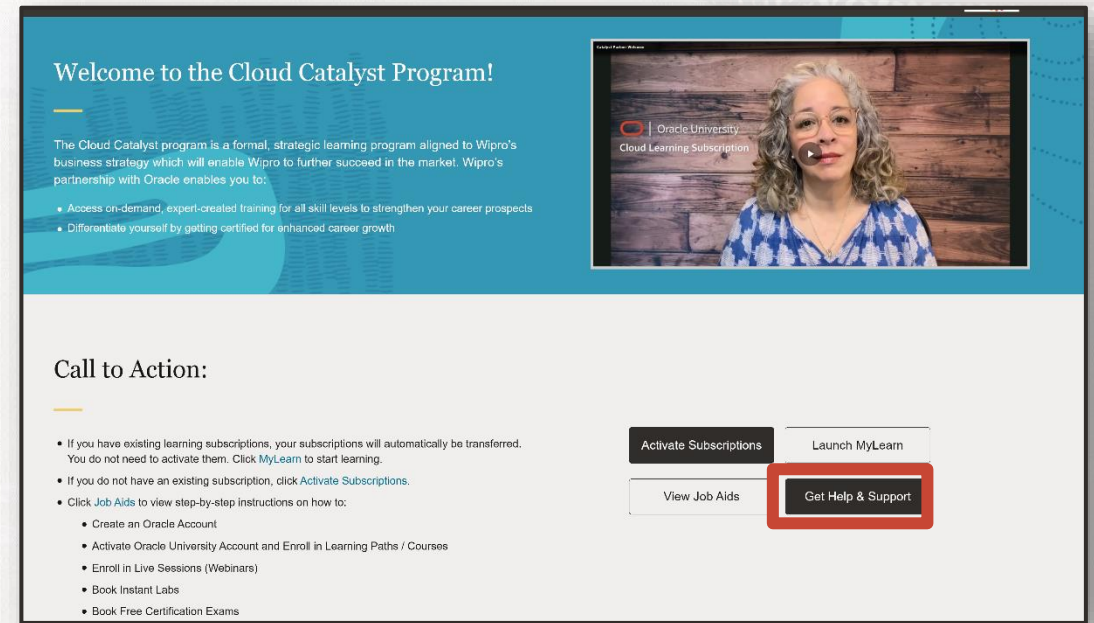 Welcome to the Cloud Catalyst Program!
The Cloud Catalyst program is a formal, strategic learning program aligned to Wipro's
business strategy which will enable Wipro to further succeed in the market. Wipro's
partnership with Oracle enables you to:
• Access on-demand, expert-created training for all skill levels to strengthen your career prospects
• Differentiate yourself by getting certified for enhanced career growth
Oracle University
Cloud Learning Subscription
Call to Action:
• If you have existing learning subscriptions, your subscriptions will automatically be transferred.
You do not need to activate them. Click MyLearn to start learning.
• If you do not have an existing subscription, click Activate Subscriptions.
• Click Job Aids to view step-by-step instructions on how to:
• Create an Oracle Account
• Activate Oracle University Account and Enroll in Learning Paths / Courses
• Enroll in Live Sessions (Webinars)
• Book Instant Labs
• Book Free Certification Exams
Activate Subscriptions
Launch MyLearn
View Job Aids
Get Help & Support